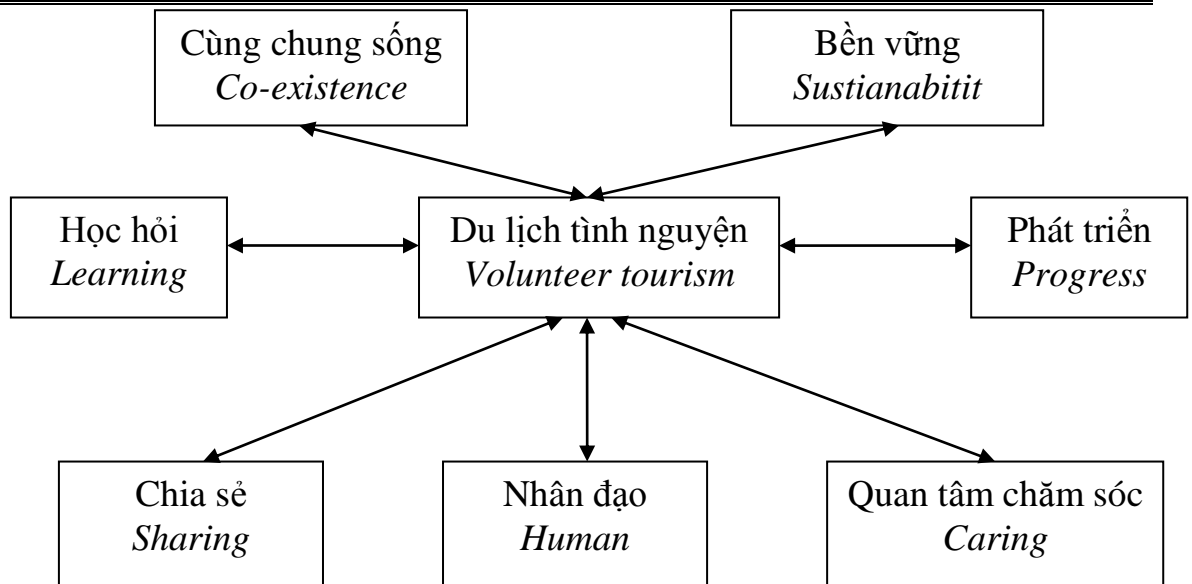 Cùng chung sống
Co-existence
Bền vững
Sustianabitit
Học hỏi
Learning
Du lịch tình nguyện
Volunteer tourism
Phát triển
Progress
Chia sẻ
Sharing
Nhân đạo
Human
Quan tâm chăm sóc
Caring